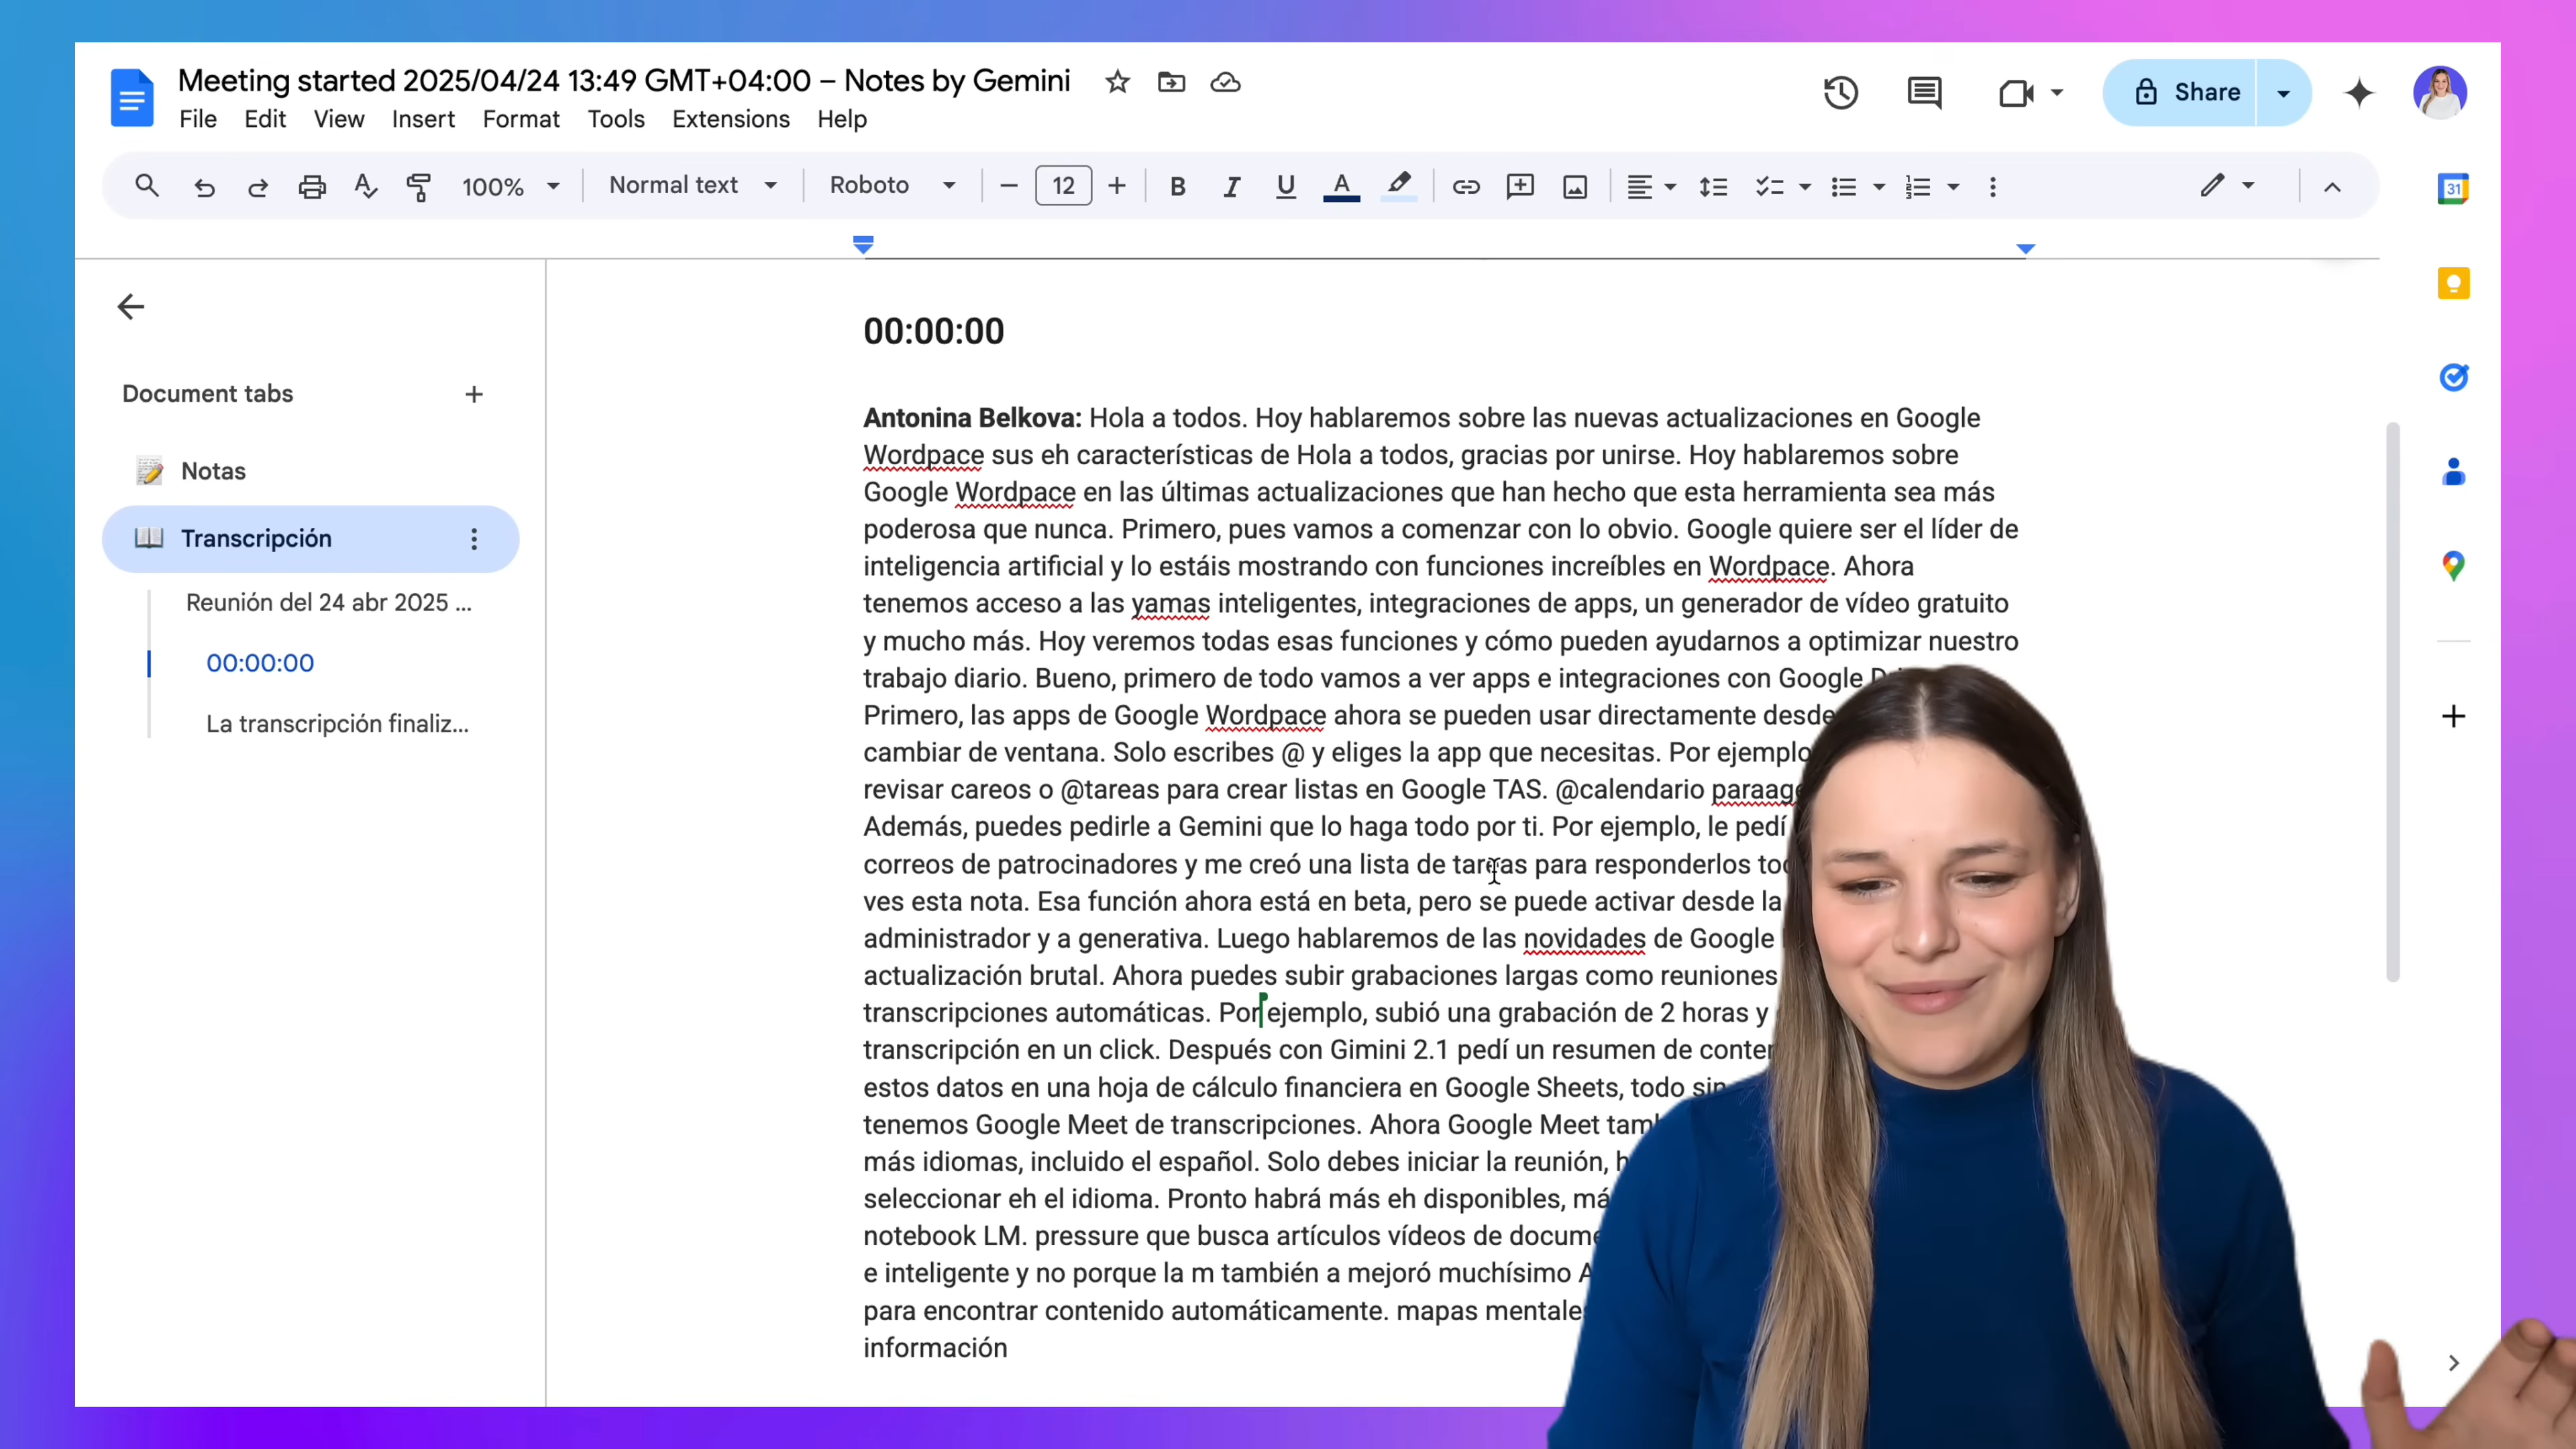 Meeting started 2025/04/24 13:49 GMT+04:00 – Notes by Gemini
File Edit View Insert Format Tools Extensions Help
Share
100% Normal text Roboto 12 B I U A
31
Document tabs
Notas
Transcripción
Reunión del 24 abr 2025 ...
00:00:00
La transcripción finaliz...
00:00:00
Antonina Belkova: Hola a todos. Hoy hablaremos sobre las nuevas actualizaciones en Google
Wordpace sus eh características de Hola a todos, gracias por unirse. Hoy hablaremos sobre
Google Wordpace en las últimas actualizaciones que han hecho que esta herramienta sea más
poderosa que nunca. Primero, pues vamos a comenzar con lo obvio. Google quiere ser el líder de
inteligencia artificial y lo estáis mostrando con funciones increíbles en Wordpace. Ahora
tenemos acceso a las yamas inteligentes, integraciones de apps, un generador de vídeo gratuito
y mucho más. Hoy veremos todas esas funciones y cómo pueden ayudarnos a optimizar nuestro
trabajo diario. Bueno, primero de todo vamos a ver apps e integraciones con Google
Primero, las apps de Google Wordpace ahora se pueden usar directamente desde
cambiar de ventana. Solo escribes @ y eliges la app que necesitas. Por ejemplo
revisar careos o @tareas para crear listas en Google TAS. @calendario
Además, puedes pedirle a Gemini que lo haga todo por ti. Por ejemplo, le pedí
correos de patrocinadores y me creó una lista de tareas para responderlos
ves esta nota. Esa función ahora está en beta, pero se puede activar desde la
administrador y a generativa. Luego hablaremos de las novidades de Google
actualización brutal. Ahora puedes subir grabaciones largas como reuniones
transcripciones automáticas. Por ejemplo, subió una grabación de 2 horas y
transcripción en un click. Después con Gimini 2.1 pedí un resumen de
estos datos en una hoja de cálculo financiera en Google Sheets, todo
tenemos Google Meet de transcripciones. Ahora Google Meet
más idiomas, incluido el español. Solo debes iniciar la reunión,
seleccionar eh el idioma. Pronto habrá más eh disponibles,
notebook LM. pressure que busca artículos vídeos de
e inteligente y no porque la m también a mejoró muchísimo
para encontrar contenido automáticamente. mapas
información